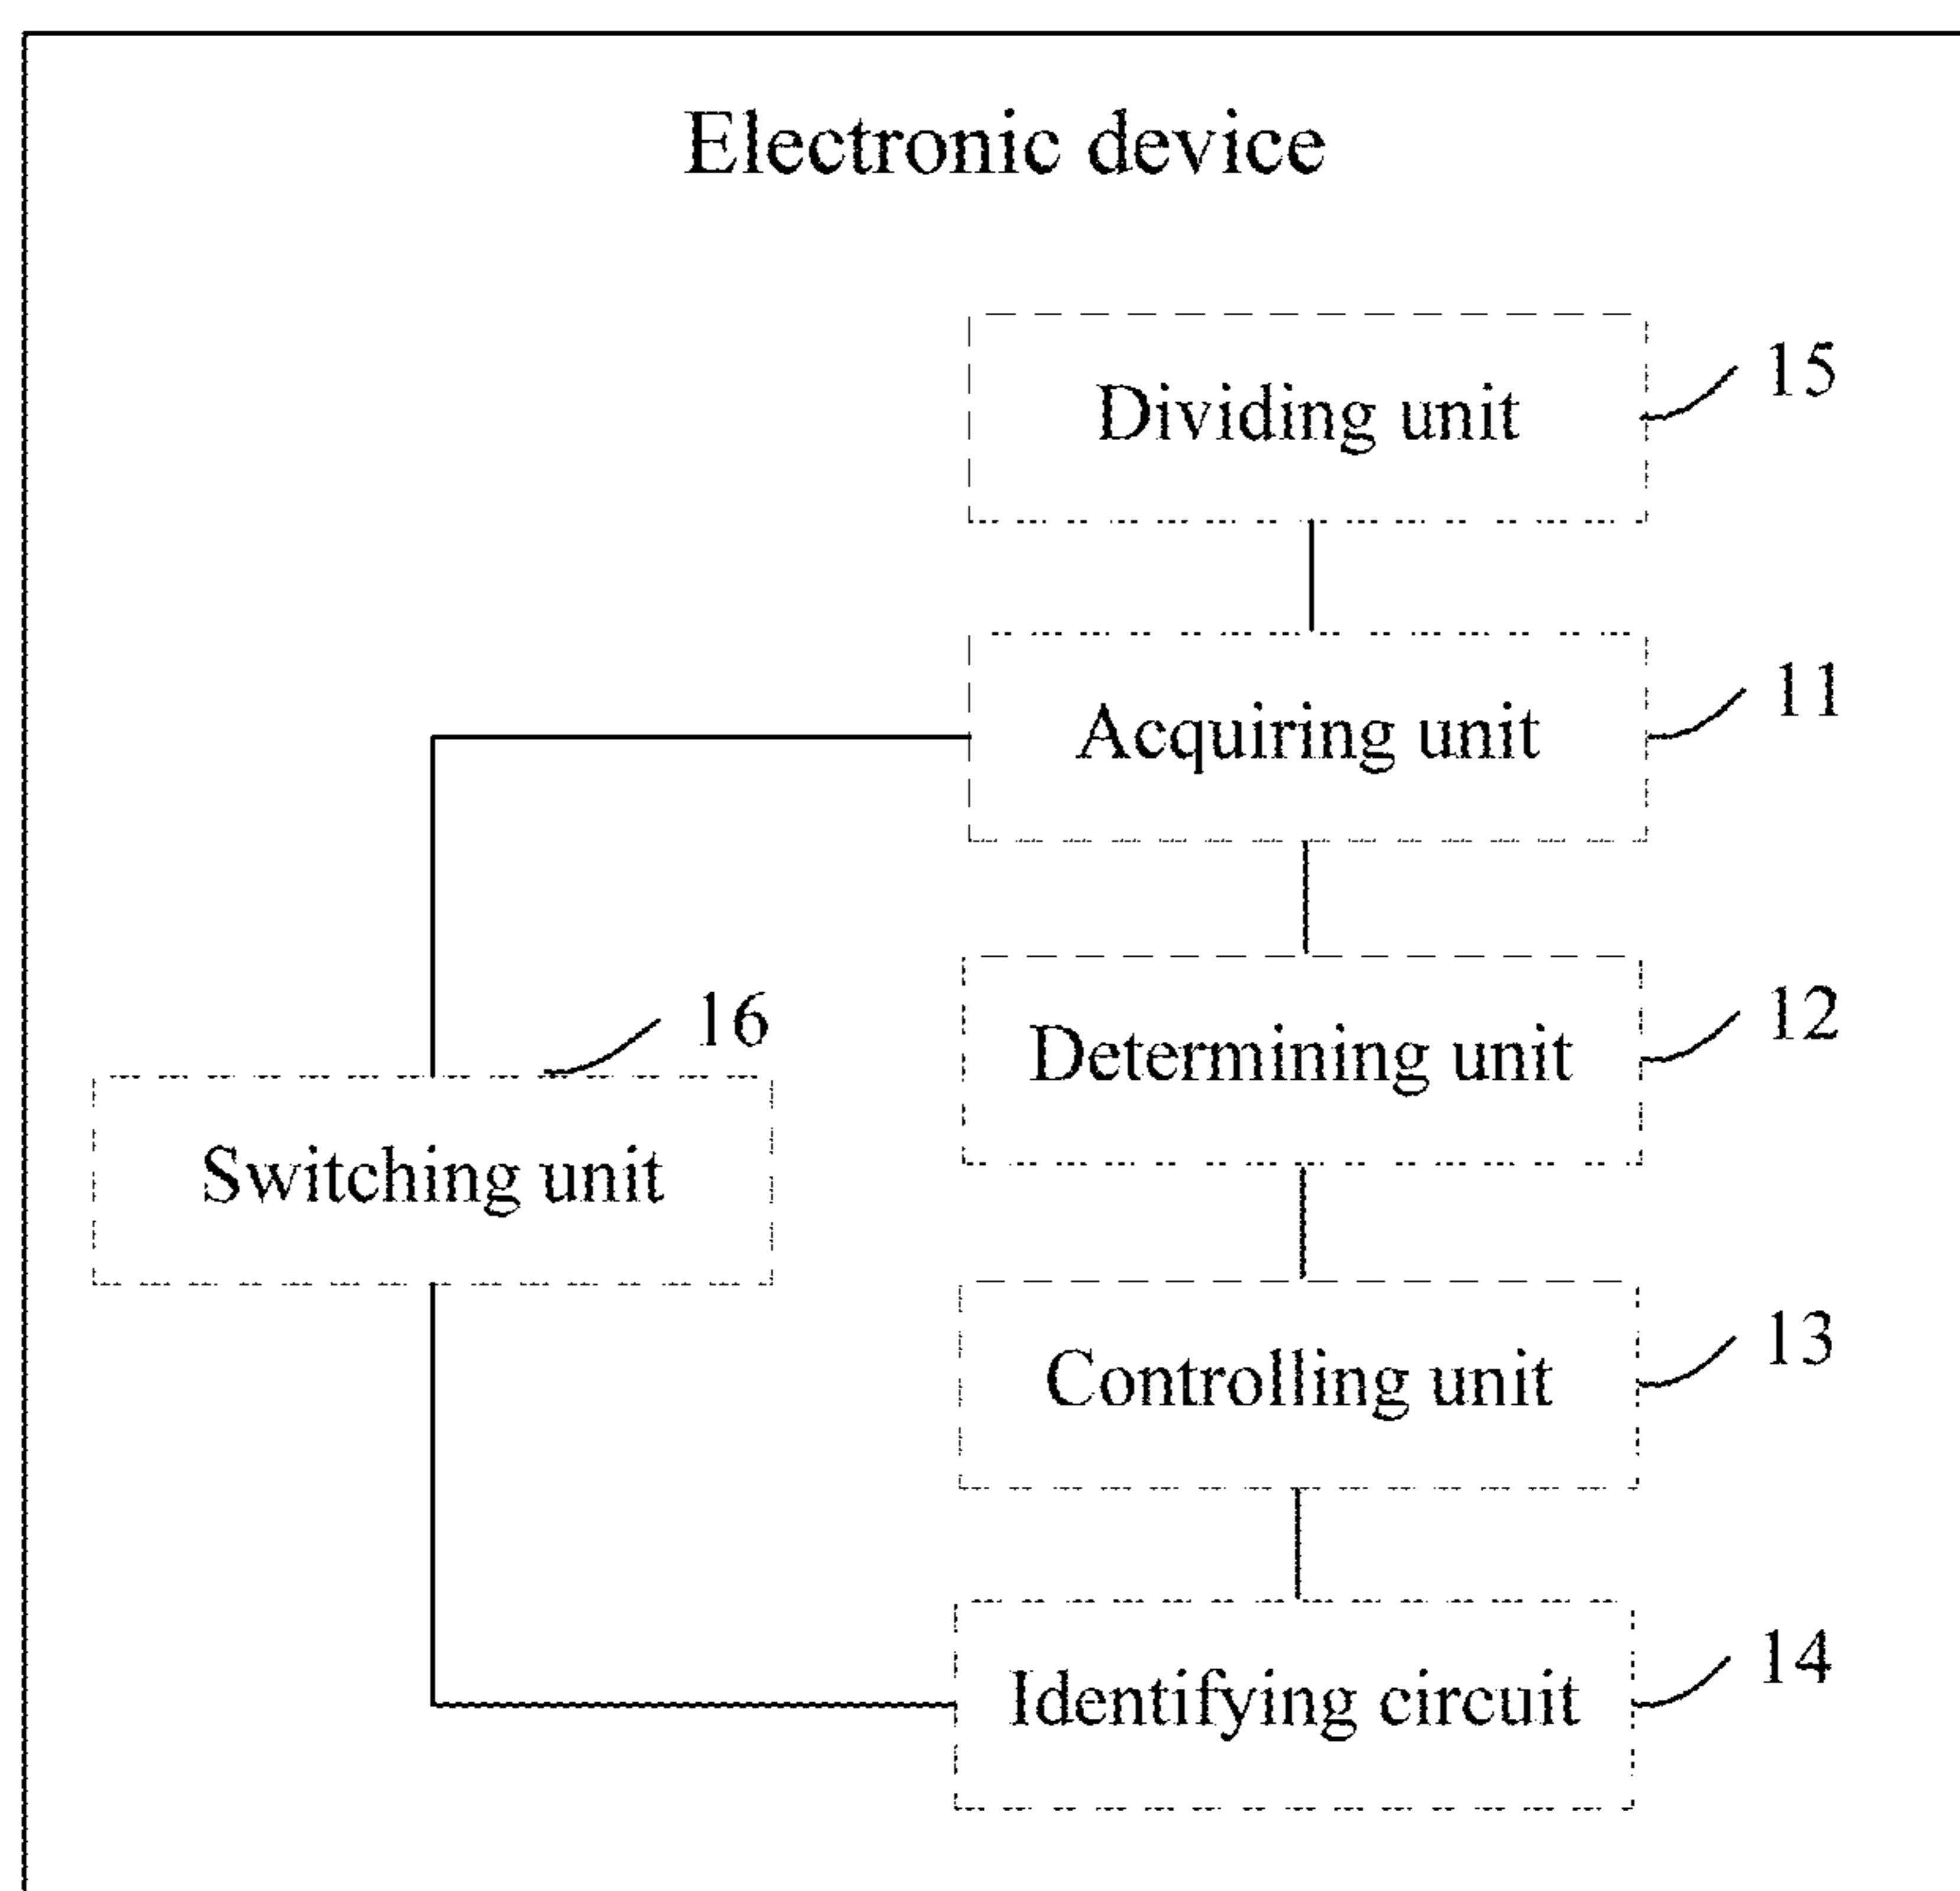 Electronic device
Dividing unit
15
Acquiring unit
11
Determining unit
12
16
Switching unit
Controlling unit
13
Identifying circuit
14